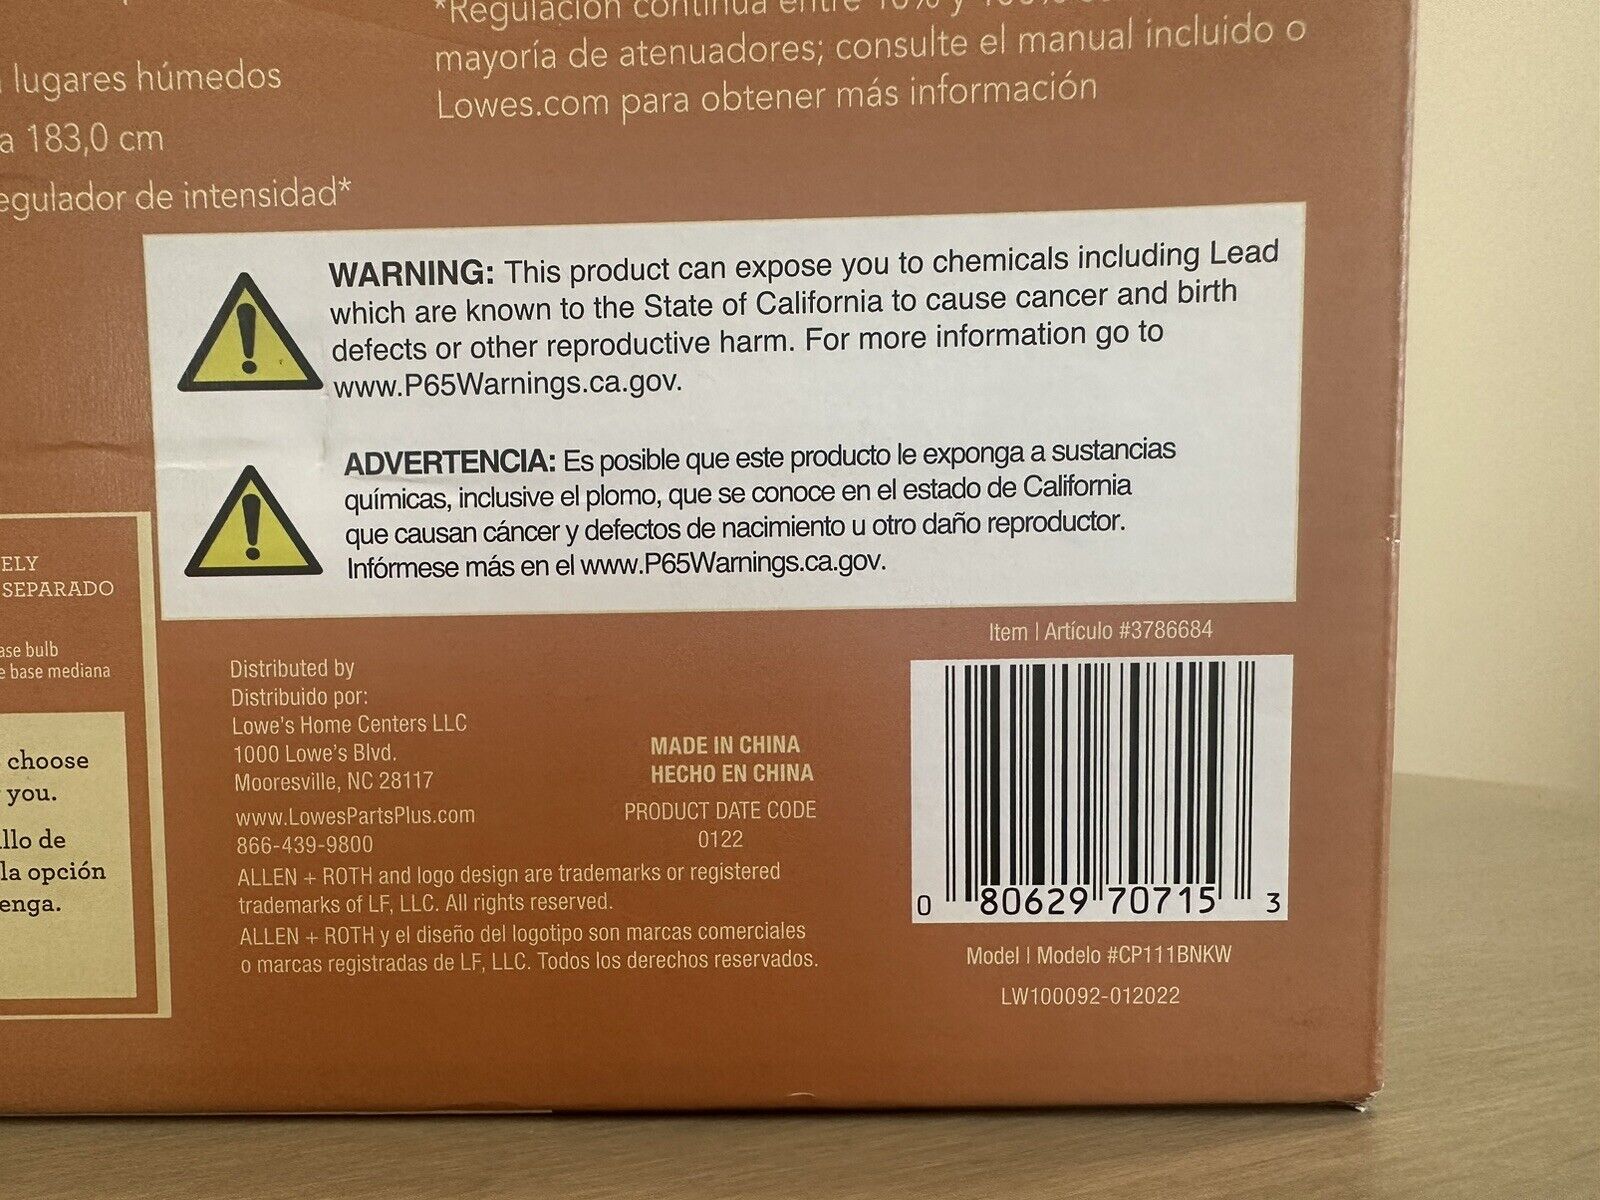 *Regulación continua entre 10% y
mayoría de atenuadores; consulte el manual incluido o
Lowes.com para obtener más información
lugares húmedos
a 183,0 cm
egulador de intensidad*
WARNING: This product can expose you to chemicals including Lead
which are known to the State of California to cause cancer and birth
defects or other reproductive harm. For more information go to
www.P65Warnings.ca.gov.
ADVERTENCIA: Es posible que este producto le exponga a sustancias
químicas, inclusive el plomo, que se conoce en el estado de California
que causan cáncer y defectos de nacimiento u otro daño reproductor.
Infórmese más en el www.P65Warnings.ca.gov.
ELY
SEPARADO
ase bulb
e base mediana
choose
you.
llo de
la opción
enga.
Distributed by
Distribuido por:
Lowe's Home Centers LLC
1000 Lowe's Blvd.
Mooresville, NC 28117
www.LowesPartsPlus.com
866-439-9800
MADE IN CHINA
HECHO EN CHINA
PRODUCT DATE CODE
0122
ALLEN + ROTH and logo design are trademarks or registered
trademarks of LF, LLC. All rights reserved.
ALLEN + ROTH y el diseño del logotipo son marcas comerciales
o marcas registradas de LF, LLC. Todos los derechos reservados.
Item | Artículo #3786684
0 80629 70715 3
Model | Modelo #CP111BNKW
LW100092-012022